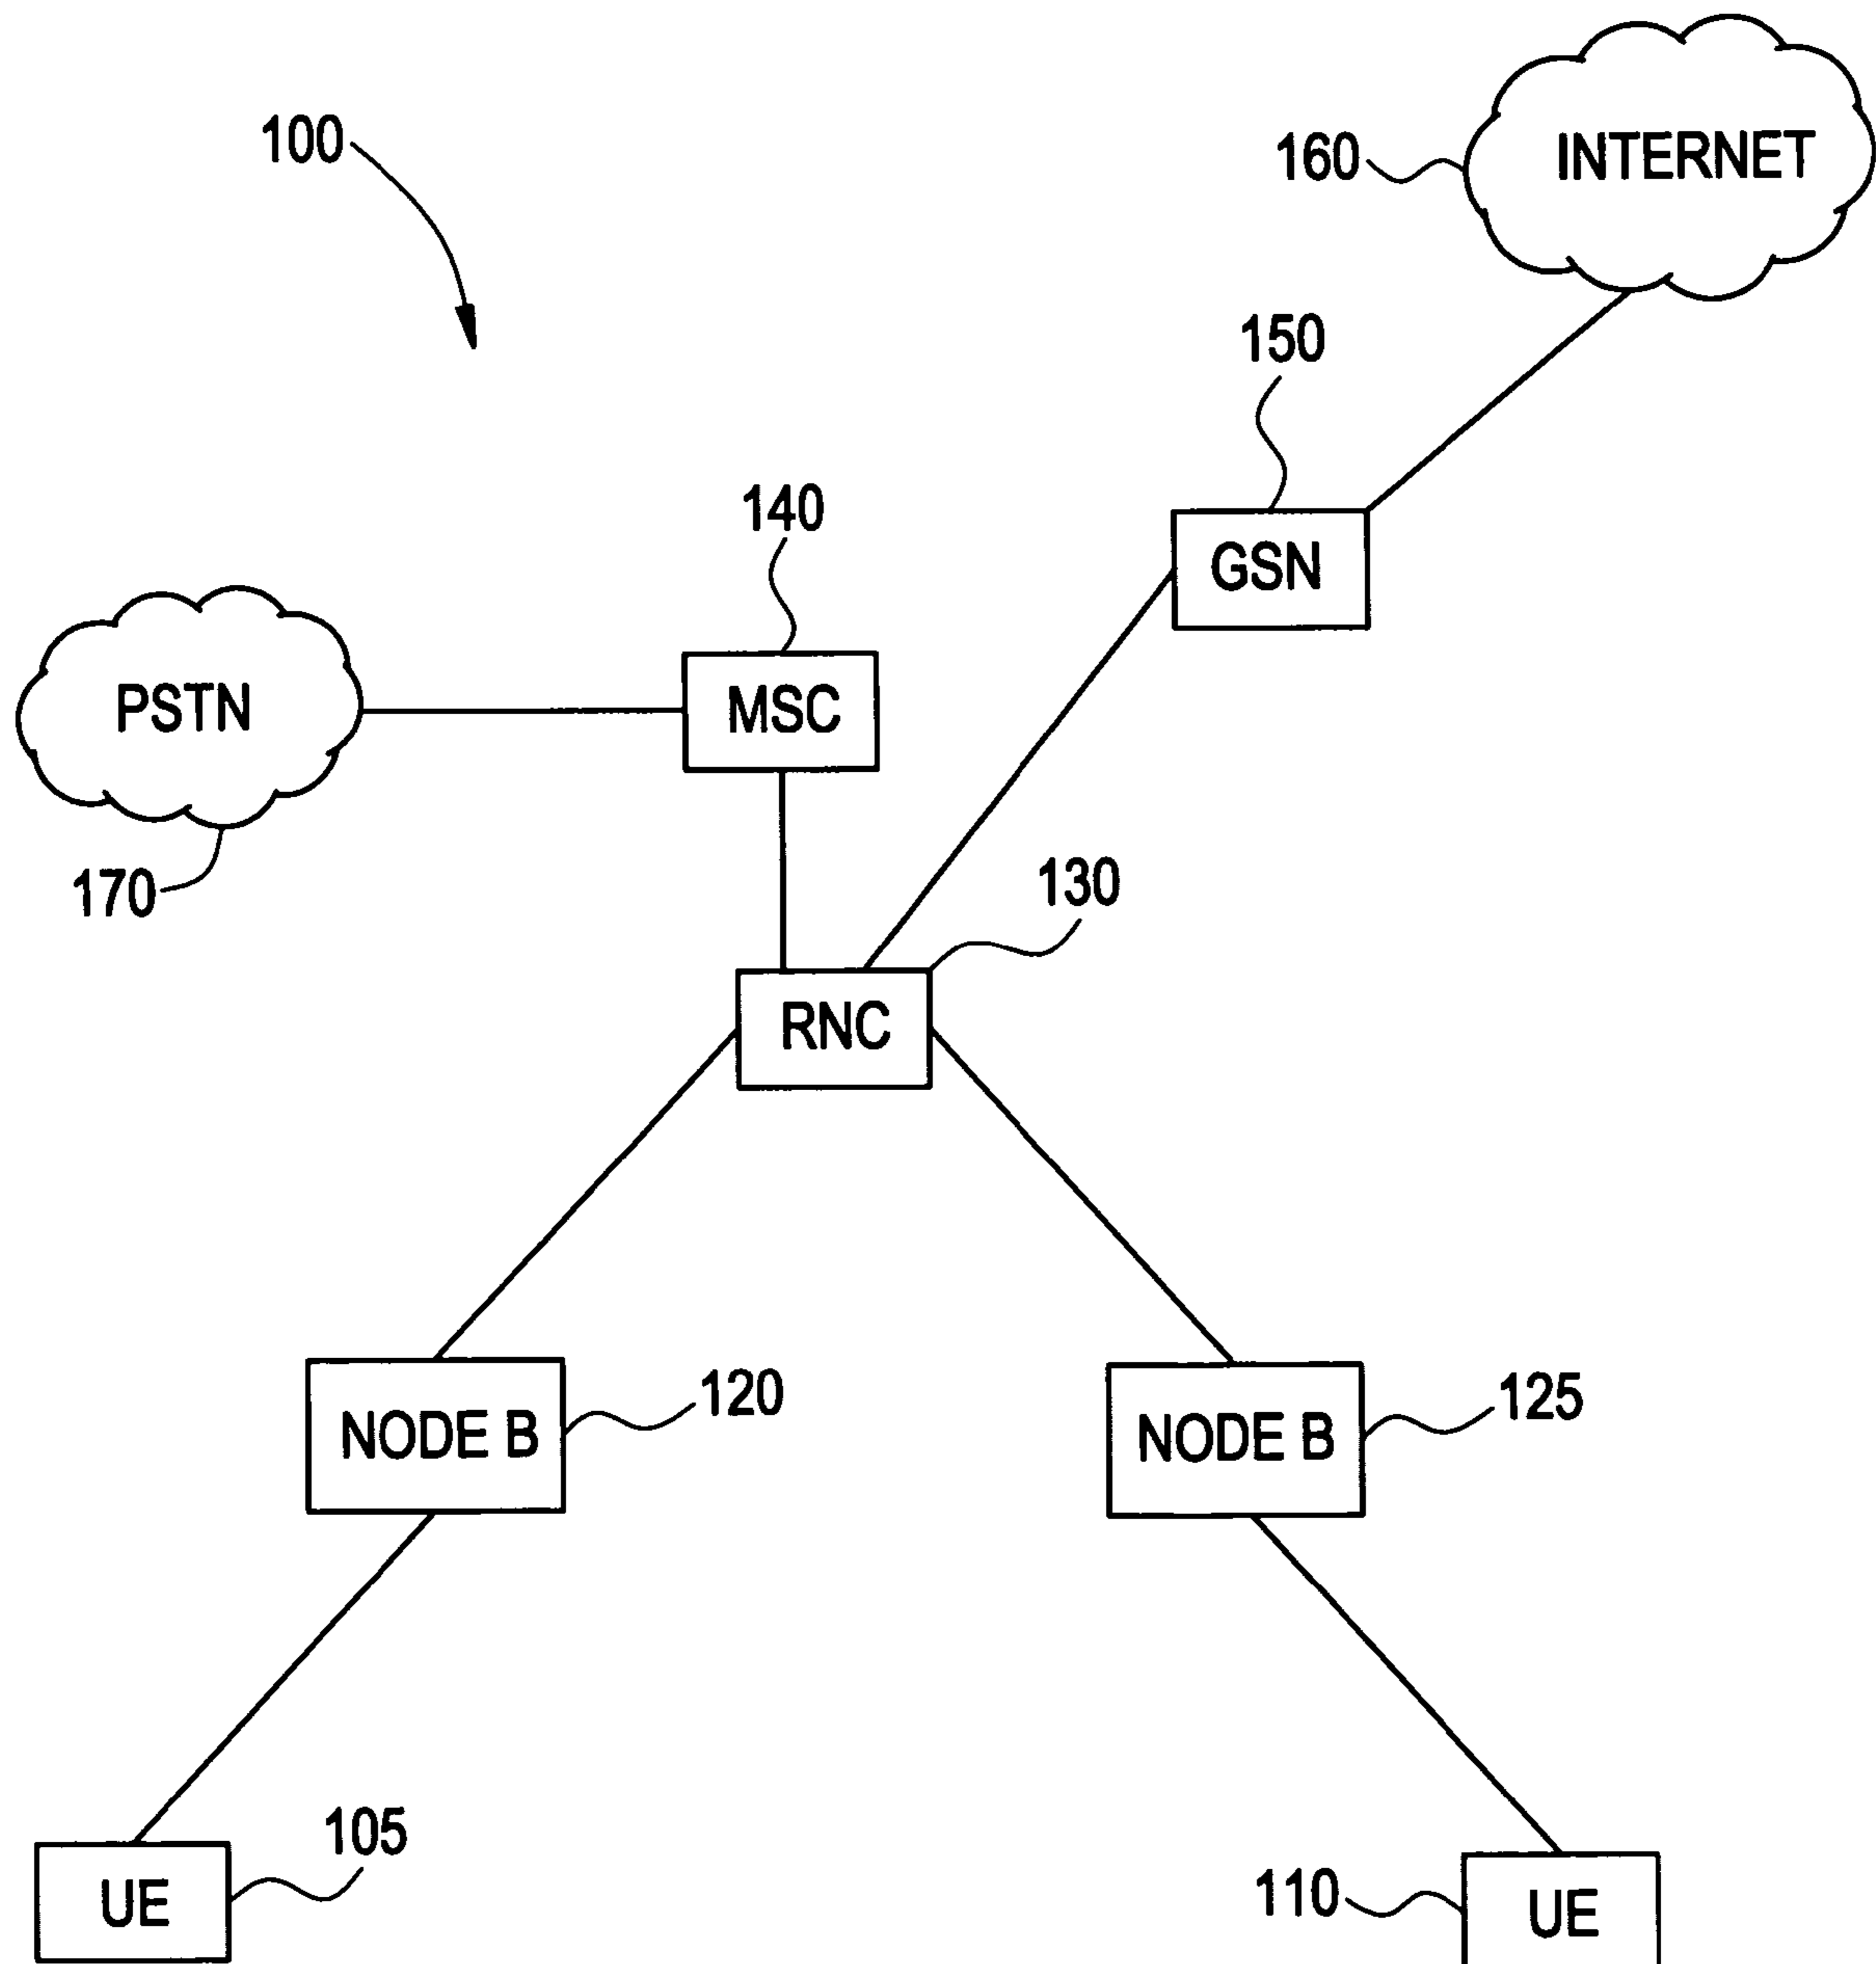 100
160
INTERNET
150
GSN
140
MSC
PSTN
170
130
RNC
NODE B
120
NODE B
125
UE
105
110
UE